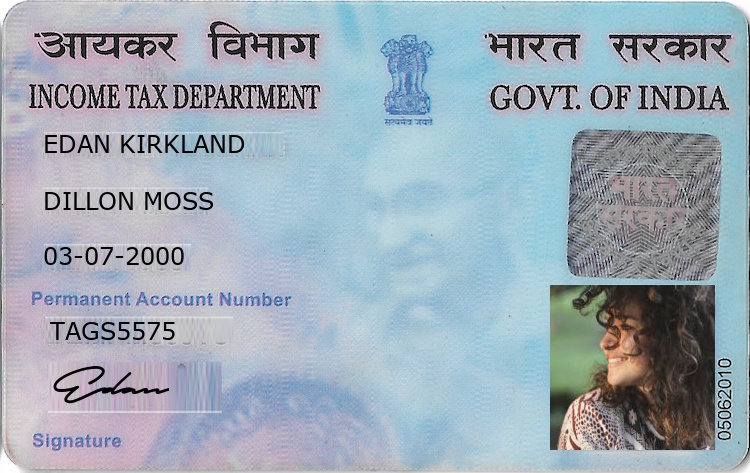 आयकर विभाग
भारत सरकार
INCOME TAX DEPARTMENT
GOVT. OF INDIA
सत्यमेव जयते
EDAN KIRKLAND
DILLON MOSS
03-07-2000
भारत
सरकार
Permanent Account Number
TAGS5575
Edan
Signature
05062010